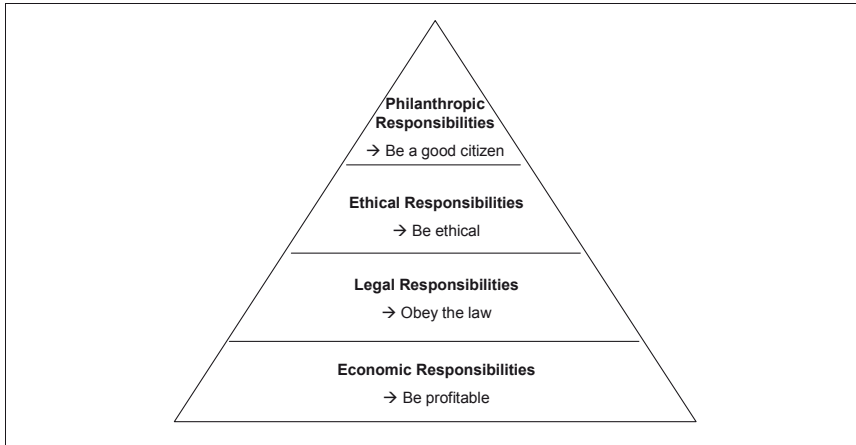 Philanthropic
Responsibilities
→ Be a good citizen
Ethical Responsibilities
→ Be ethical
Legal Responsibilities
→ Obey the law
Economic Responsibilities
→ Be profitable